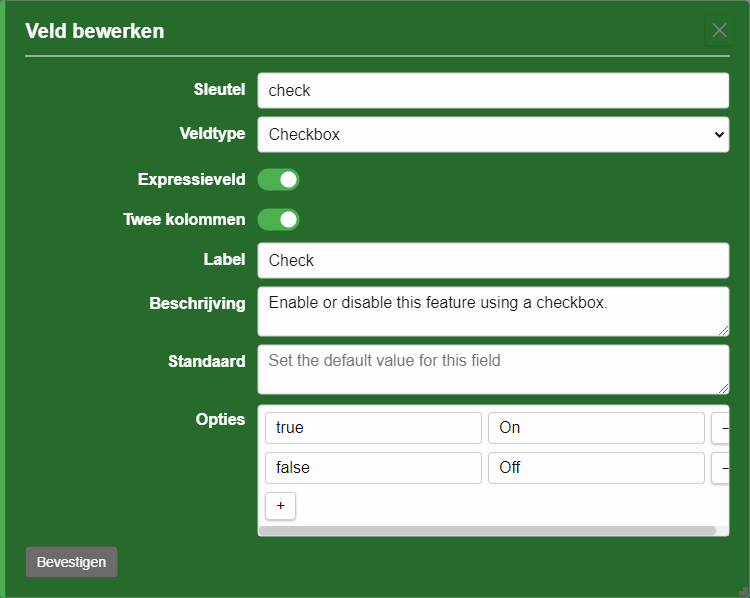 Veld bewerken
Sleutel check
Veldtype Checkbox
Expressieveld
Twee kolommen
Label Check
Beschrijving Enable or disable this feature using a checkbox.
Standaard Set the default value for this field
Opties true On -
false Off -
+
Bevestigen